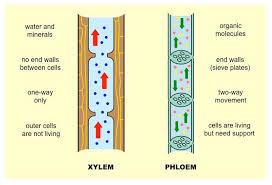 water and
minerals
no end walls
between cells
one-way
only
outer cells
are not living
XYLEM
organic
molecules
end walls
(sieve plates)
two-way
movement
cells are living
but need support
PHLOEM